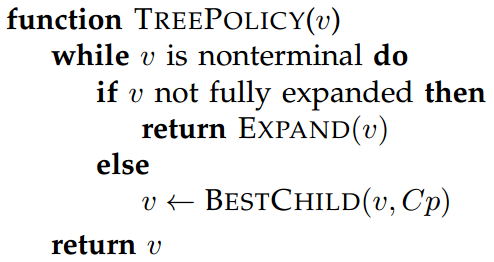 function TREEPOLICY(v)
while v is nonterminal do
if v not fully expanded then
return EXPAND(v)
else
v ← BESTCHILD(v, Cp)
return v